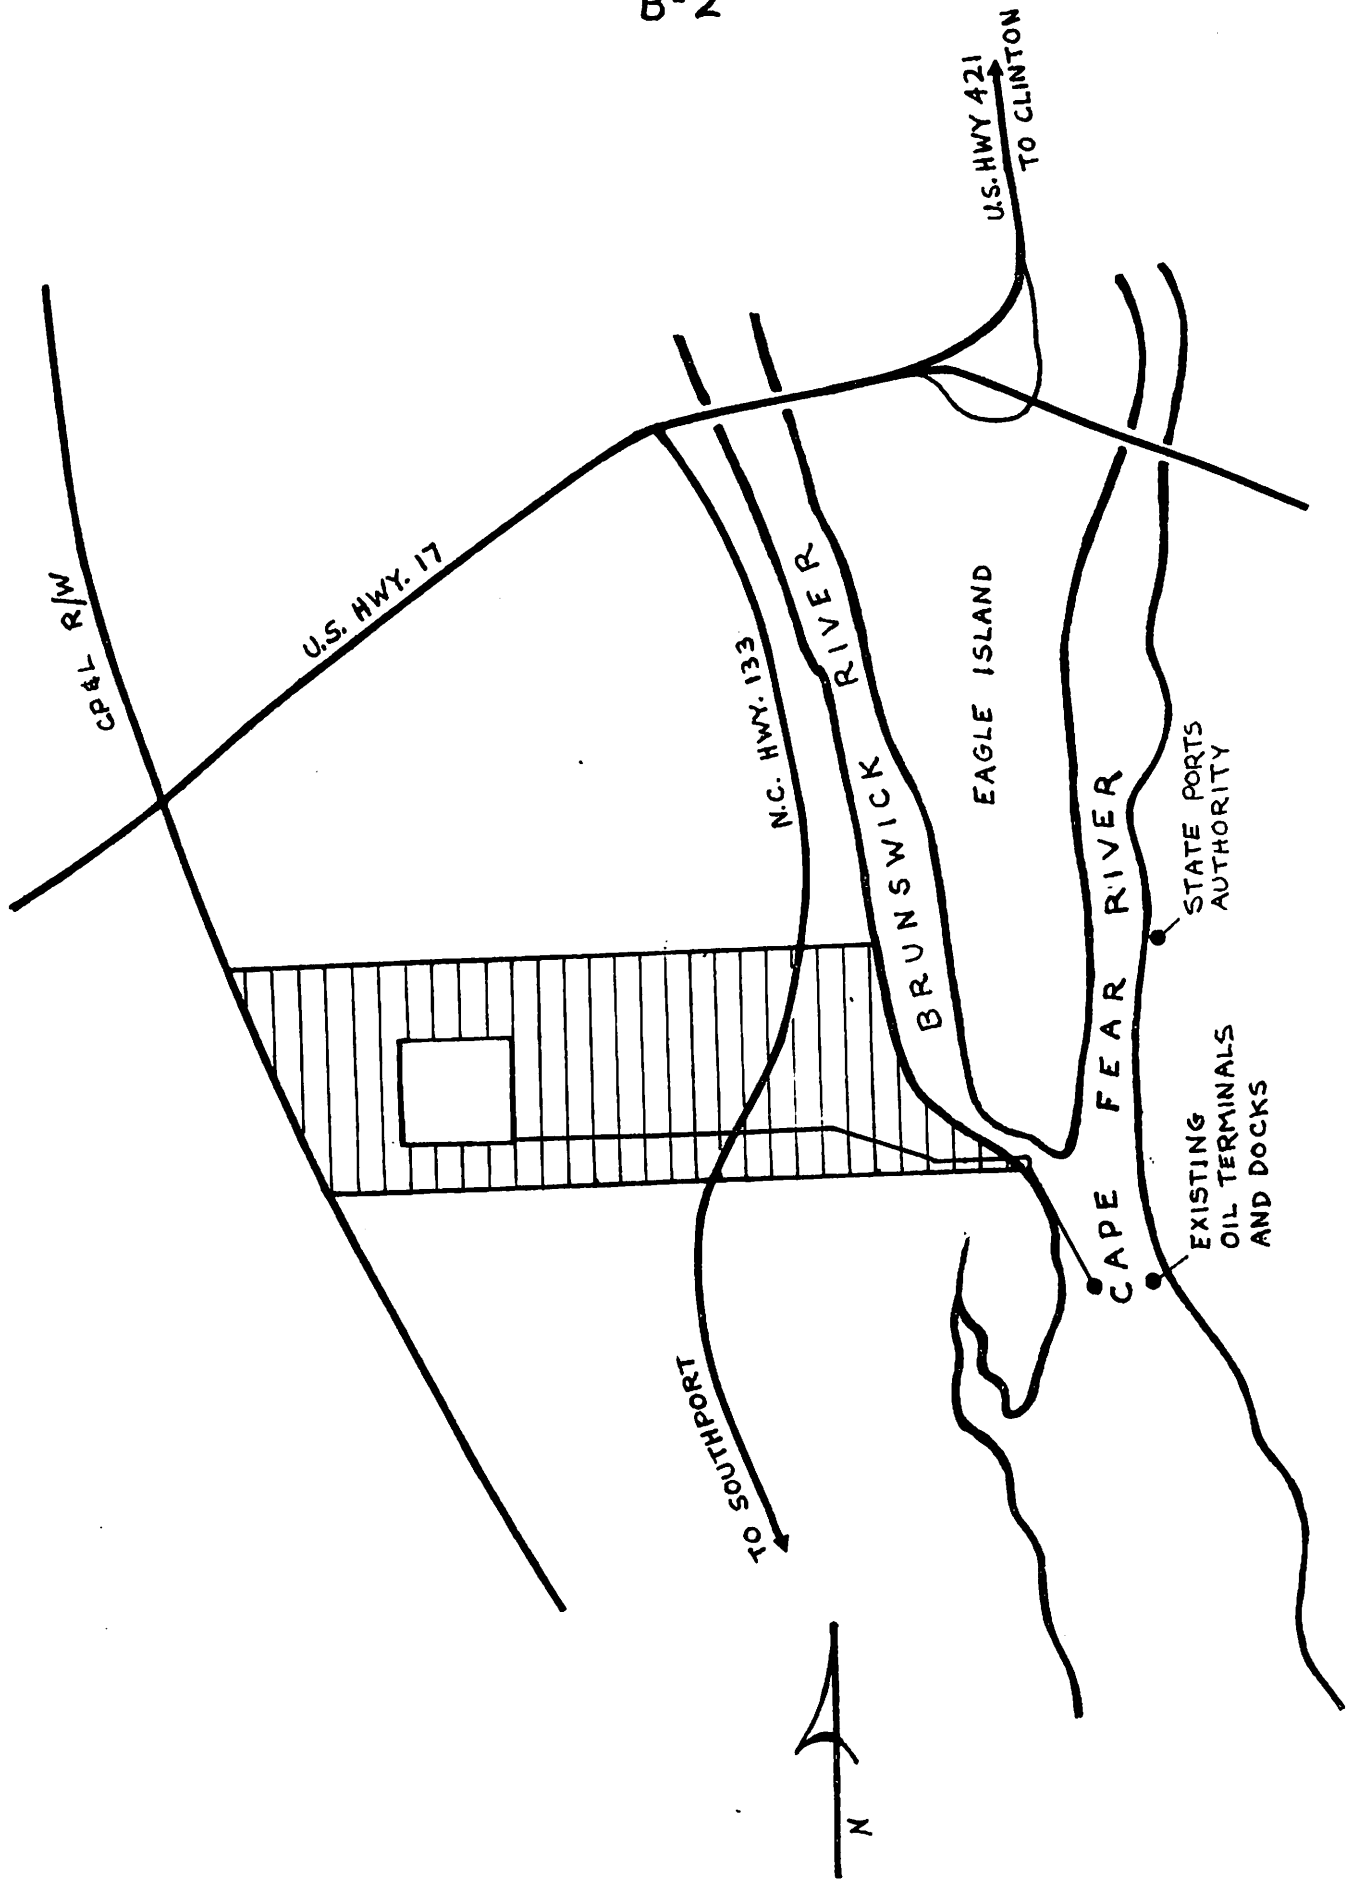 B-2
U.S. HWY 421
TO CLINTON
CP&L R/W
U.S. HWY. 17
N.C. HWY. 133
BRUNSWICK RIVER
EAGLE ISLAND
CAPE FEAR RIVER
STATE PORTS
AUTHORITY
EXISTING
OIL TERMINALS
AND DOCKS
TO SOUTHPORT
N